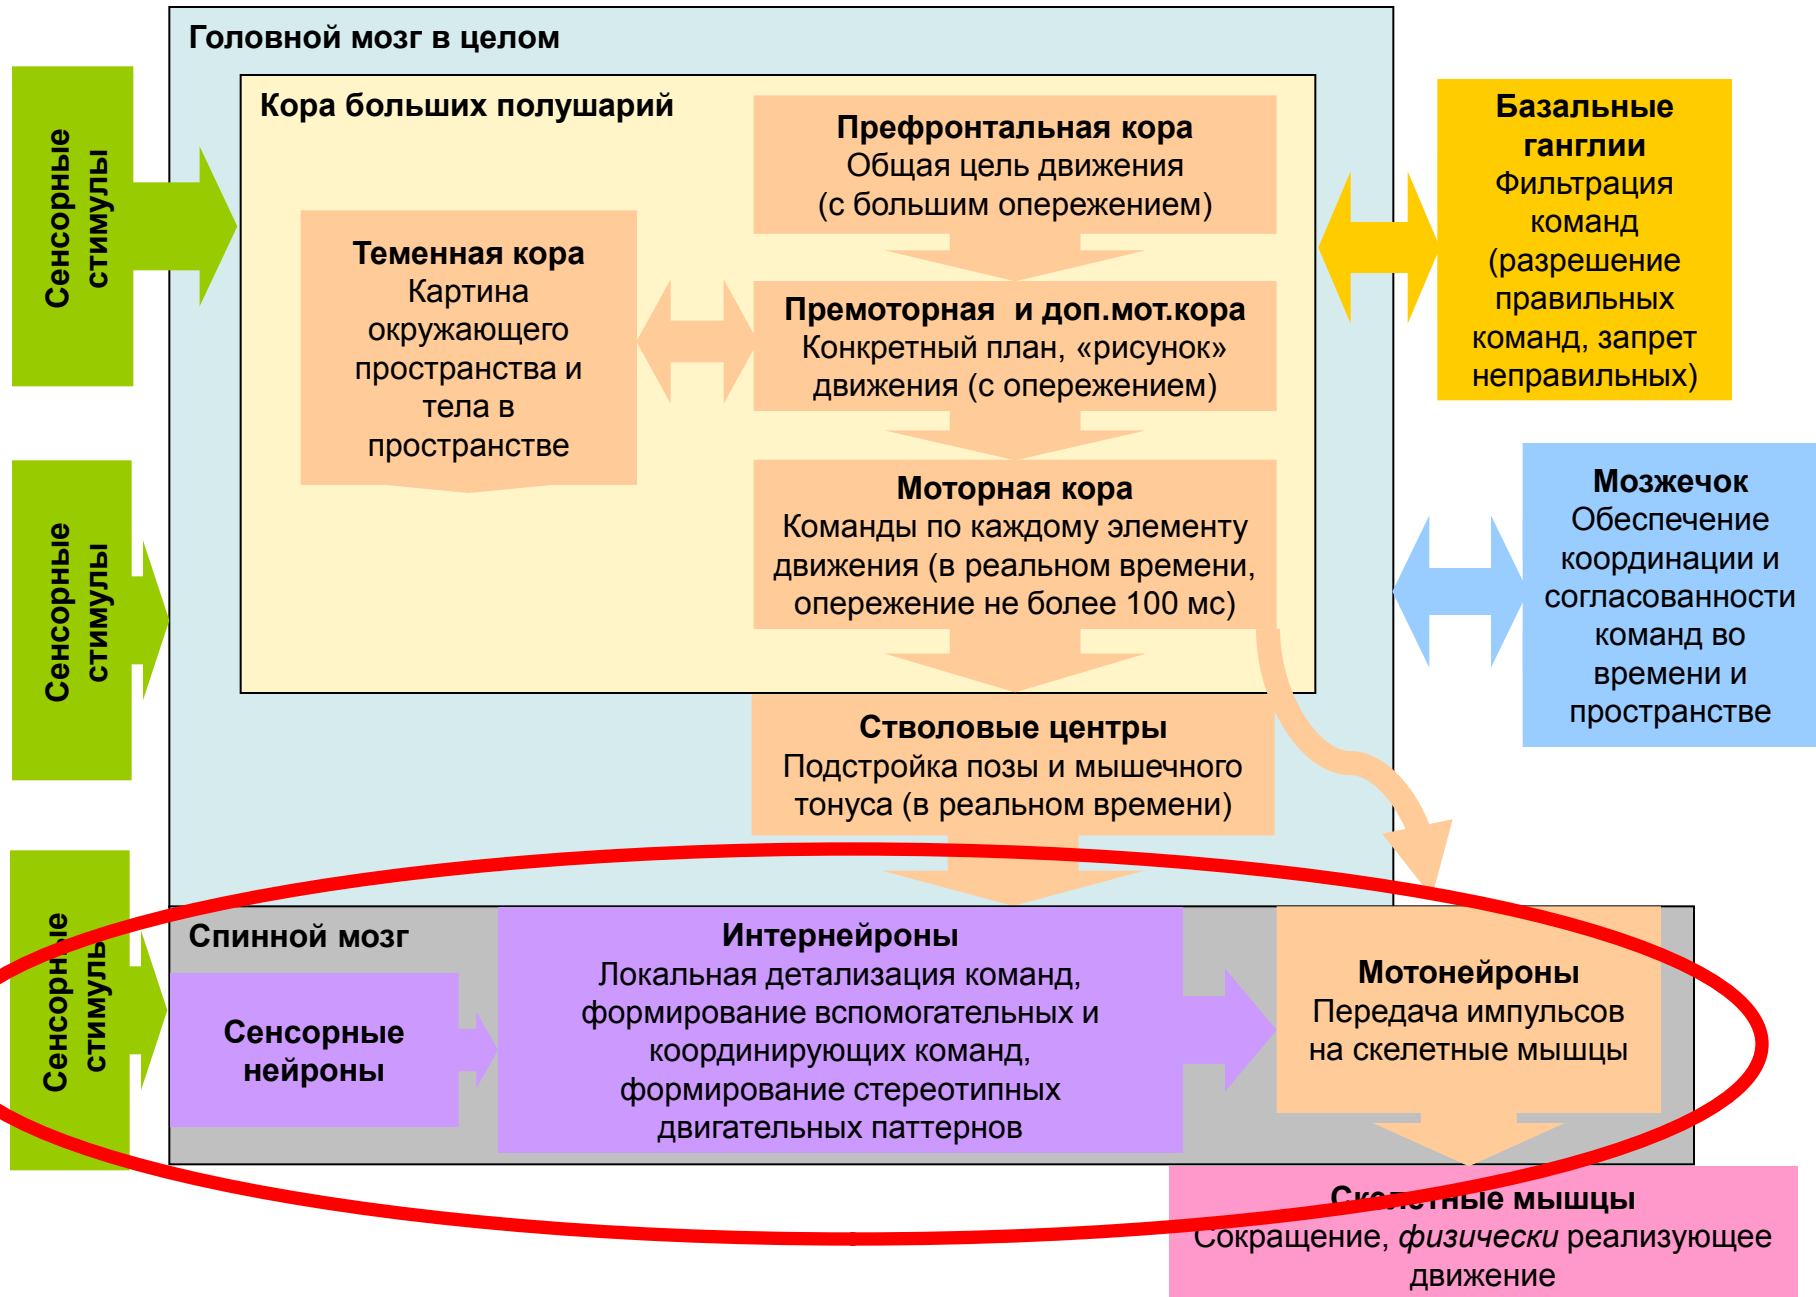 Головной мозг в целом
Сенсорные
стимулы
Кора больших полушарий
Префронтальная кора
Общая цель движения
(с большим опережением)
Теменная кора
Картина
окружающего
пространства и
тела в
пространстве
Премоторная и доп.мот.кора
Конкретный план, «рисунок»
движения (с опережением)
Моторная кора
Команды по каждому элементу
движения (в реальном времени,
опережение не более 100 мс)
Базальные
ганглии
Фильтрация
команд
(разрешение
правильных
команд, запрет
неправильных)
Сенсорные
стимулы
Мозжечок
Обеспечение
координации и
согласованности
команд во
времени и
пространстве
Стволовые центры
Подстройка позы и мышечного
тонуса (в реальном времени)
Сенсорные
стимулы
Спинной мозг
Сенсорные
нейроны
Интернейроны
Локальная детализация команд,
формирование вспомогательных и
координирующих команд,
формирование стереотипных
двигательных паттернов
Мотонейроны
Передача импульсов
на скелетные мышцы
Скелетные мышцы
Сокращение, физически реализующее
движение